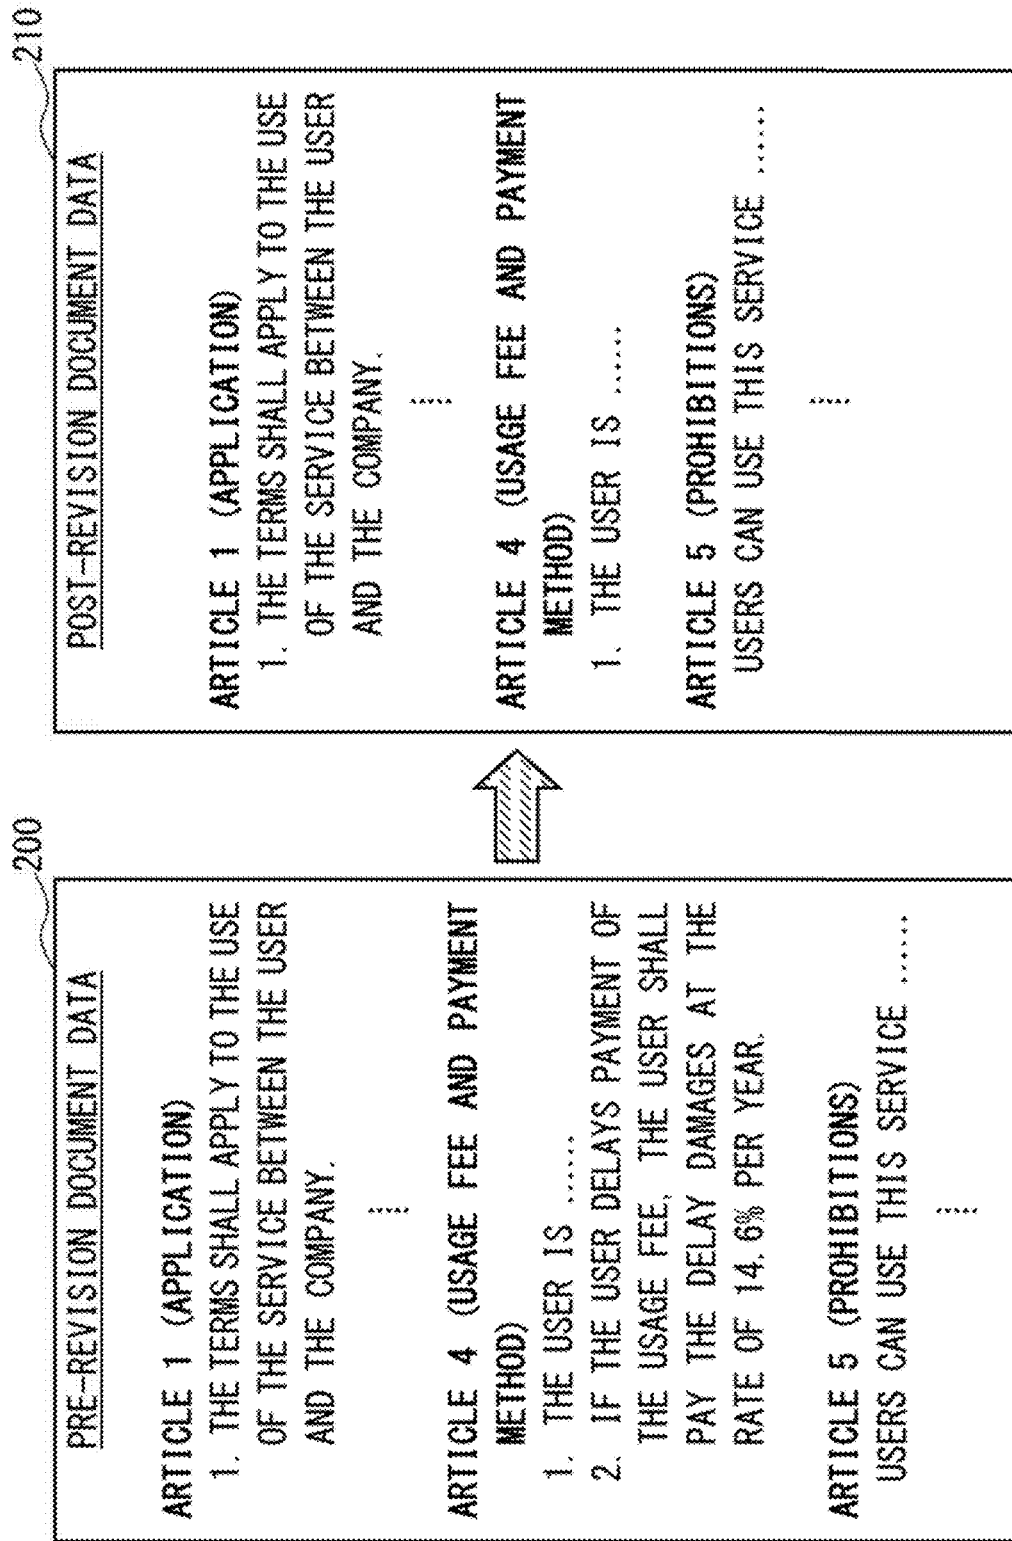 200
PRE-REVISION DOCUMENT DATA
ARTICLE 1 (APPLICATION)
1. THE TERMS SHALL APPLY TO THE USE
OF THE SERVICE BETWEEN THE USER
AND THE COMPANY.
.....
ARTICLE 4 (USAGE FEE AND PAYMENT
METHOD)
1. THE USER IS ......
2. IF THE USER DELAYS PAYMENT OF
THE USAGE FEE, THE USER SHALL
PAY THE DELAY DAMAGES AT THE
RATE OF 14.6% PER YEAR.
ARTICLE 5 (PROHIBITIONS)
USERS CAN USE THIS SERVICE ......
.....
210
POST-REVISION DOCUMENT DATA
ARTICLE 1 (APPLICATION)
1. THE TERMS SHALL APPLY TO THE USE
OF THE SERVICE BETWEEN THE USER
AND THE COMPANY.
.....
ARTICLE 4 (USAGE FEE AND PAYMENT
METHOD)
1. THE USER IS ......
ARTICLE 5 (PROHIBITIONS)
USERS CAN USE THIS SERVICE ......
.....